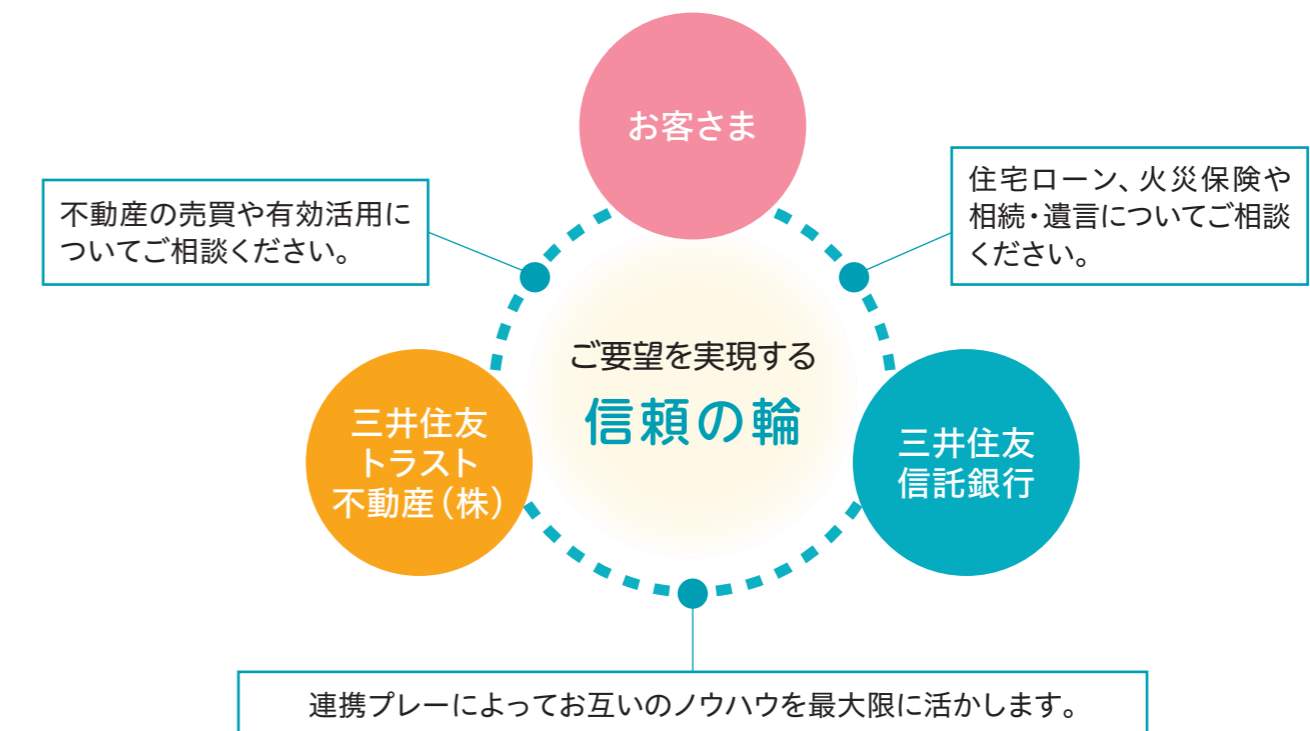 お客さま
不動産の売買や有効活用に
ついてご相談ください。
住宅ローン、火災保険や
相続・遺言についてご相談
ください。
ご要望を実現する
信頼の輪
三井住友
トラスト
不動産（株）
三井住友
信託銀行
連携プレーによってお互いのノウハウを最大限に活かします。